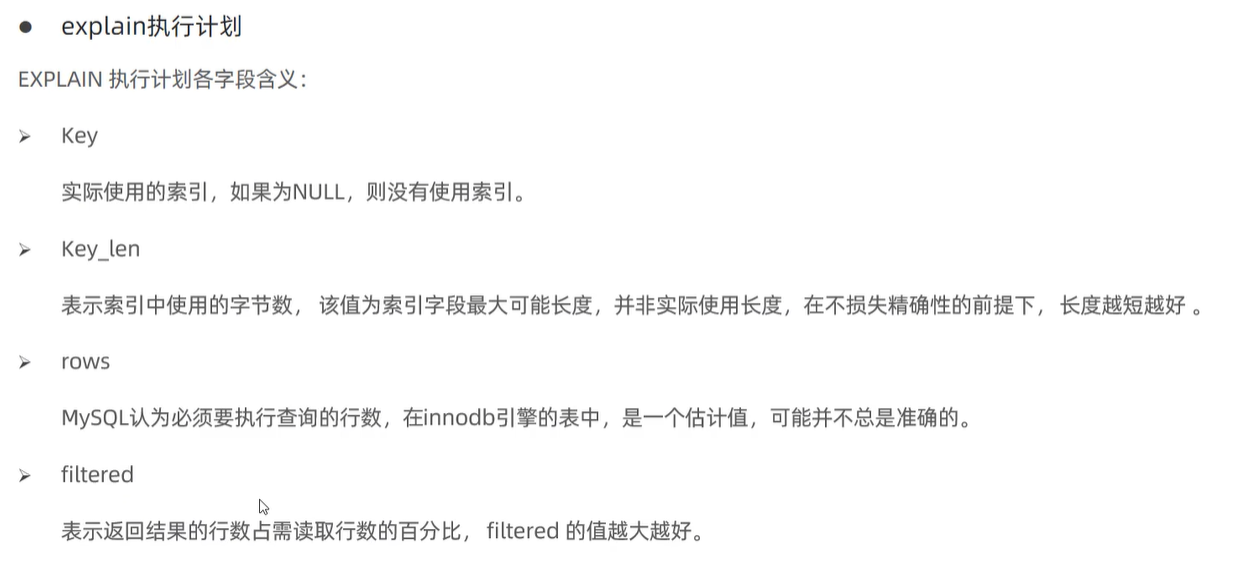 ● explain执行计划
EXPLAIN 执行计划各字段含义：
➢ Key
实际使用的索引，如果为NULL，则没有使用索引。
➢ Key_len
表示索引中使用的字节数， 该值为索引字段最大可能长度，并非实际使用长度，在不损失精确性的前提下， 长度越短越好 。
➢ rows
MySQL认为必须要执行查询的行数，在innodb引擎的表中，是一个估计值，可能并不总是准确的。
➢ filtered
表示返回结果的行数占需读取行数的百分比， filtered 的值越大越好。